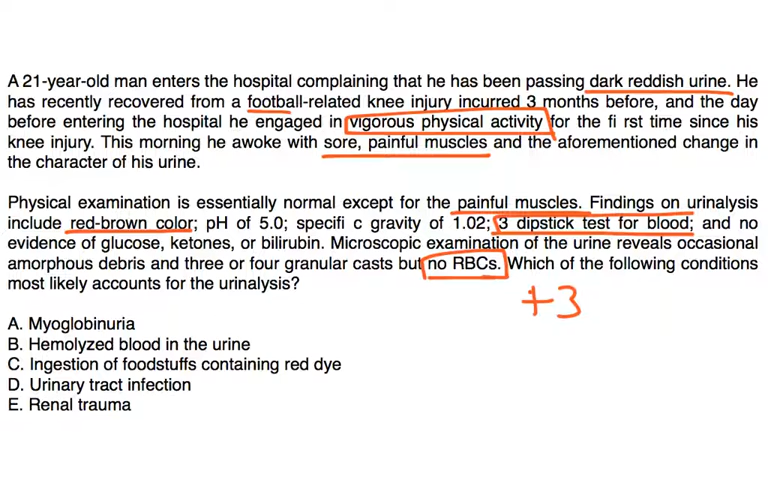 A 21-year-old man enters the hospital complaining that he has been passing dark reddish urine. He
has recently recovered from a football-related knee injury incurred 3 months before, and the day
before entering the hospital he engaged in vigorous physical activity for the fi rst time since his
knee injury. This morning he awoke with sore, painful muscles and the aforementioned change in
the character of his urine.
Physical examination is essentially normal except for the painful muscles. Findings on urinalysis
include red-brown color; pH of 5.0; specifi c gravity of 1.02; 3 dipstick test for blood; and no
evidence of glucose, ketones, or bilirubin. Microscopic examination of the urine reveals occasional
amorphous debris and three or four granular casts but no RBCs. Which of the following conditions
most likely accounts for the urinalysis?
+3
A. Myoglobinuria
B. Hemolyzed blood in the urine
C. Ingestion of foodstuffs containing red dye
D. Urinary tract infection
E. Renal trauma